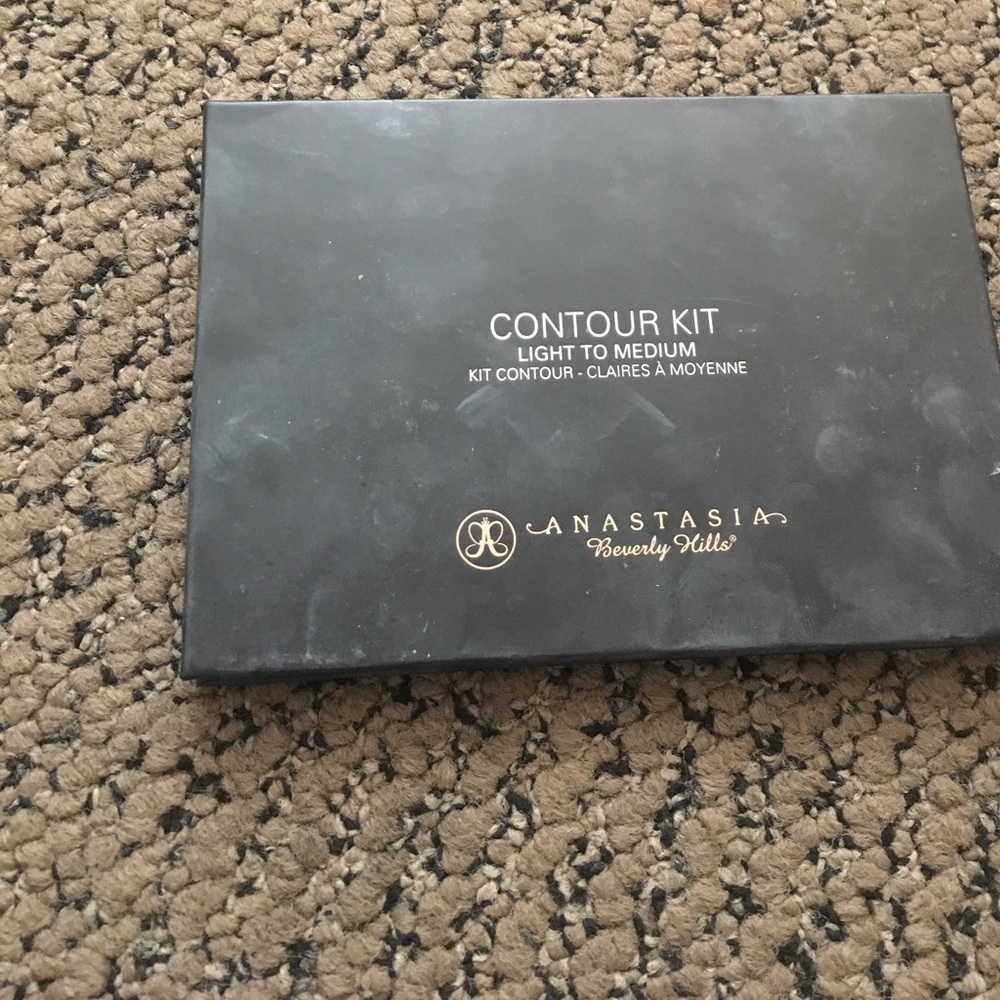 CONTOUR KIT
LIGHT TO MEDIUM
KIT CONTOUR - CLAIRES À MOYENNE
ANASTASIA
Beverly Hills®